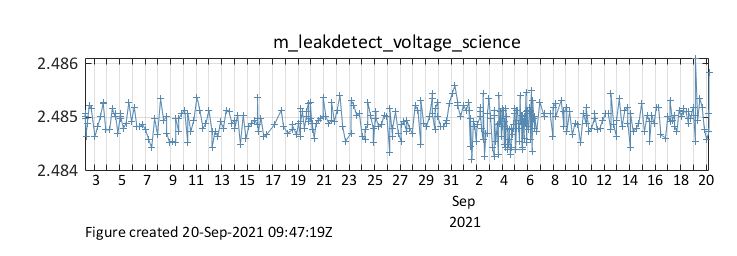 m_leakdetect_voltage_science
2.486
2.485
2.484
3 5 7 9 11 13 15 17 19 21 23 25 27 29 31 2 4 6 8 10 12 14 16 18 20
Sep
2021
Figure created 20-Sep-2021 09:47:19Z